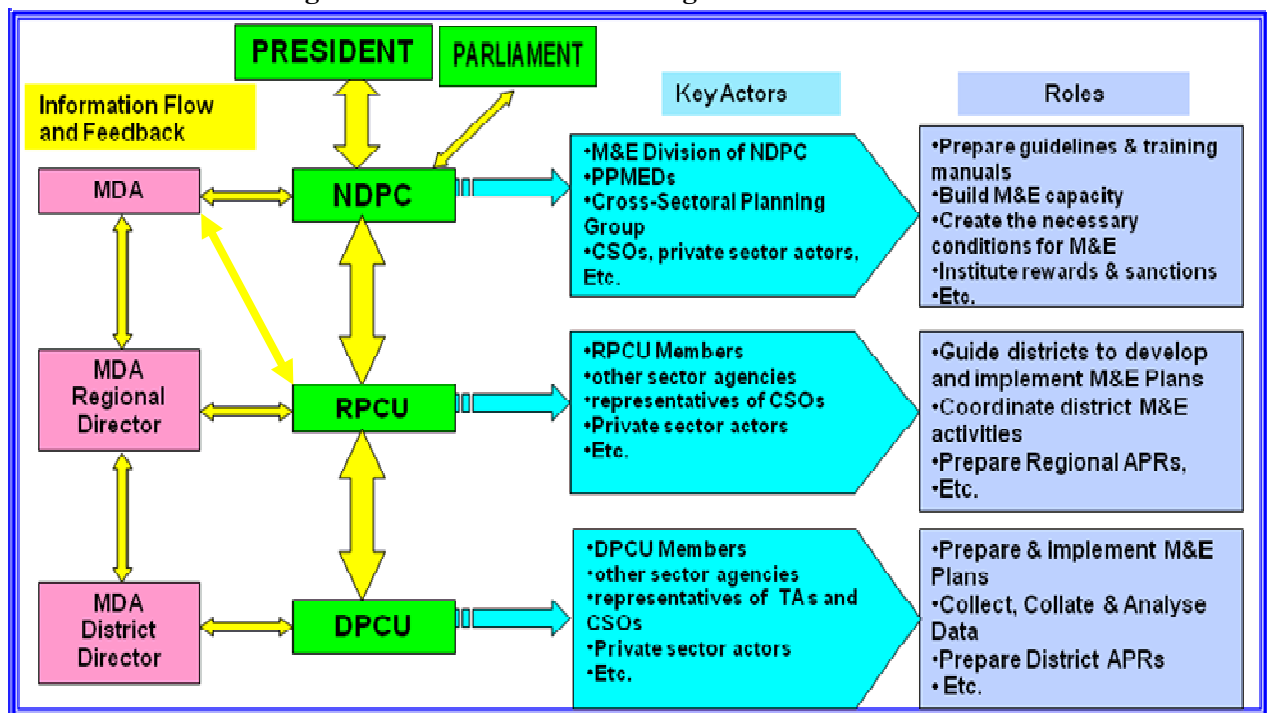 PRESIDENT
PARLIAMENT
Information Flow
and Feedback
Key Actors
Roles
MDA
NDPC
•M&E Division of NDPC
•PPMEDs
•Cross-Sectoral Planning
Group
•CSOs, private sector actors,
Etc.
•Prepare guidelines & training
manuals
•Build M&E capacity
•Create the necessary
conditions for M&E
•Institute rewards & sanctions
•Etc.
MDA
Regional
Director
RPCU
•RPCU Members
•other sector agencies
•representatives of CSOs
•Private sector actors
•Etc.
•Guide districts to develop
and implement M&E Plans
•Coordinate district M&E
activities
•Prepare Regional APRs,
•Etc.
MDA
District
Director
DPCU
•DPCU Members
•other sector agencies
•representatives of TAs and
CSOs
•Private sector actors
•Etc.
•Prepare & Implement M&E
Plans
•Collect, Collate & Analyse
Data
•Prepare District APRs
• Etc.